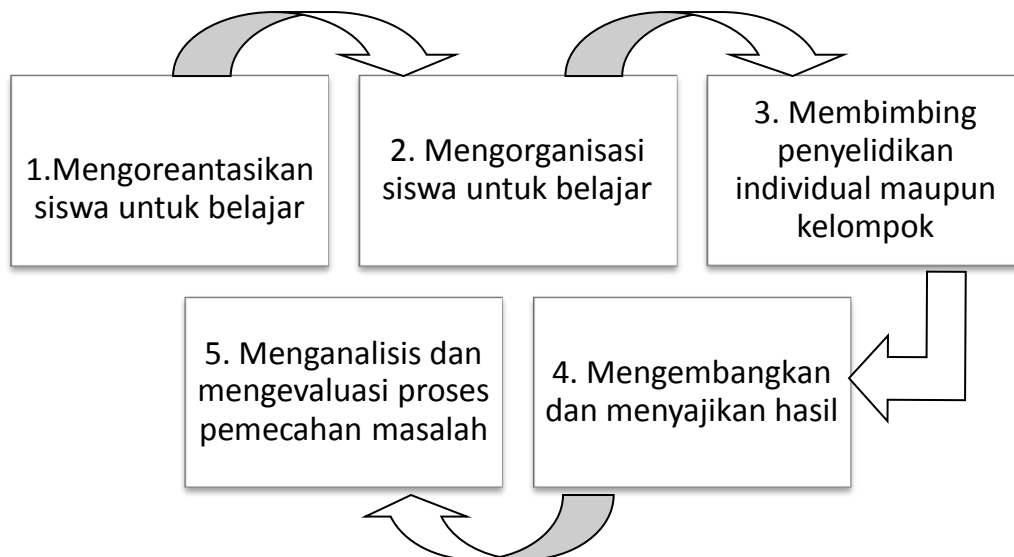 1.Mengoreantasikan
siswa untuk belajar
2. Mengorganisasi
siswa untuk belajar
3. Membimbing
penyelidikan
individual maupun
kelompok
4. Mengembangkan
dan menyajikan hasil
5. Menganalisis dan
mengevaluasi proses
pemecahan masalah